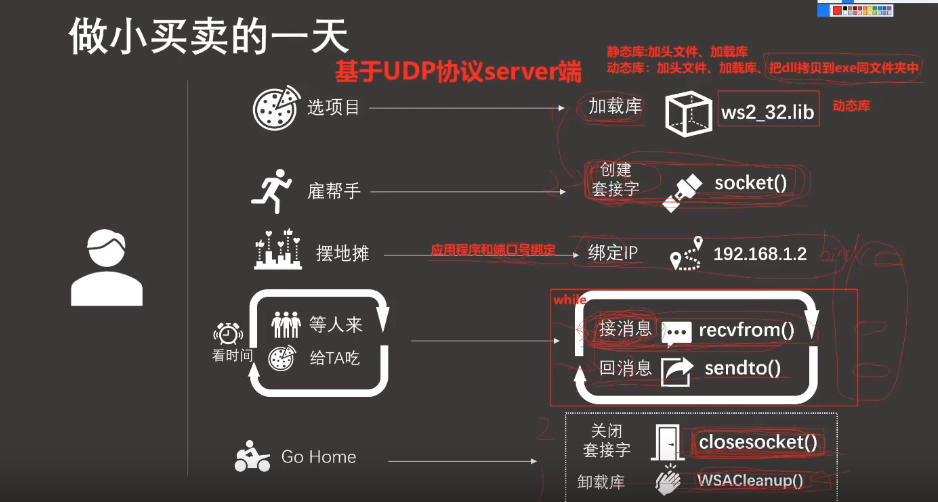 做小买卖的一天
基于UDP协议server端
静态库:加头文件、加载库
动态库：加头文件、加载库、把dll拷贝到exe同文件夹中
选项目
加载库
ws2_32.lib
动态库
雇帮手
创建
套接字
socket()
摆地摊
应用程序和端口号绑定
绑定IP
192.168.1.2
看时间
等人来
给TA吃
while
接消息
recvfrom()
回消息
sendto()
Go Home
关闭
套接字
closesocket()
卸载库
WSACleanup()